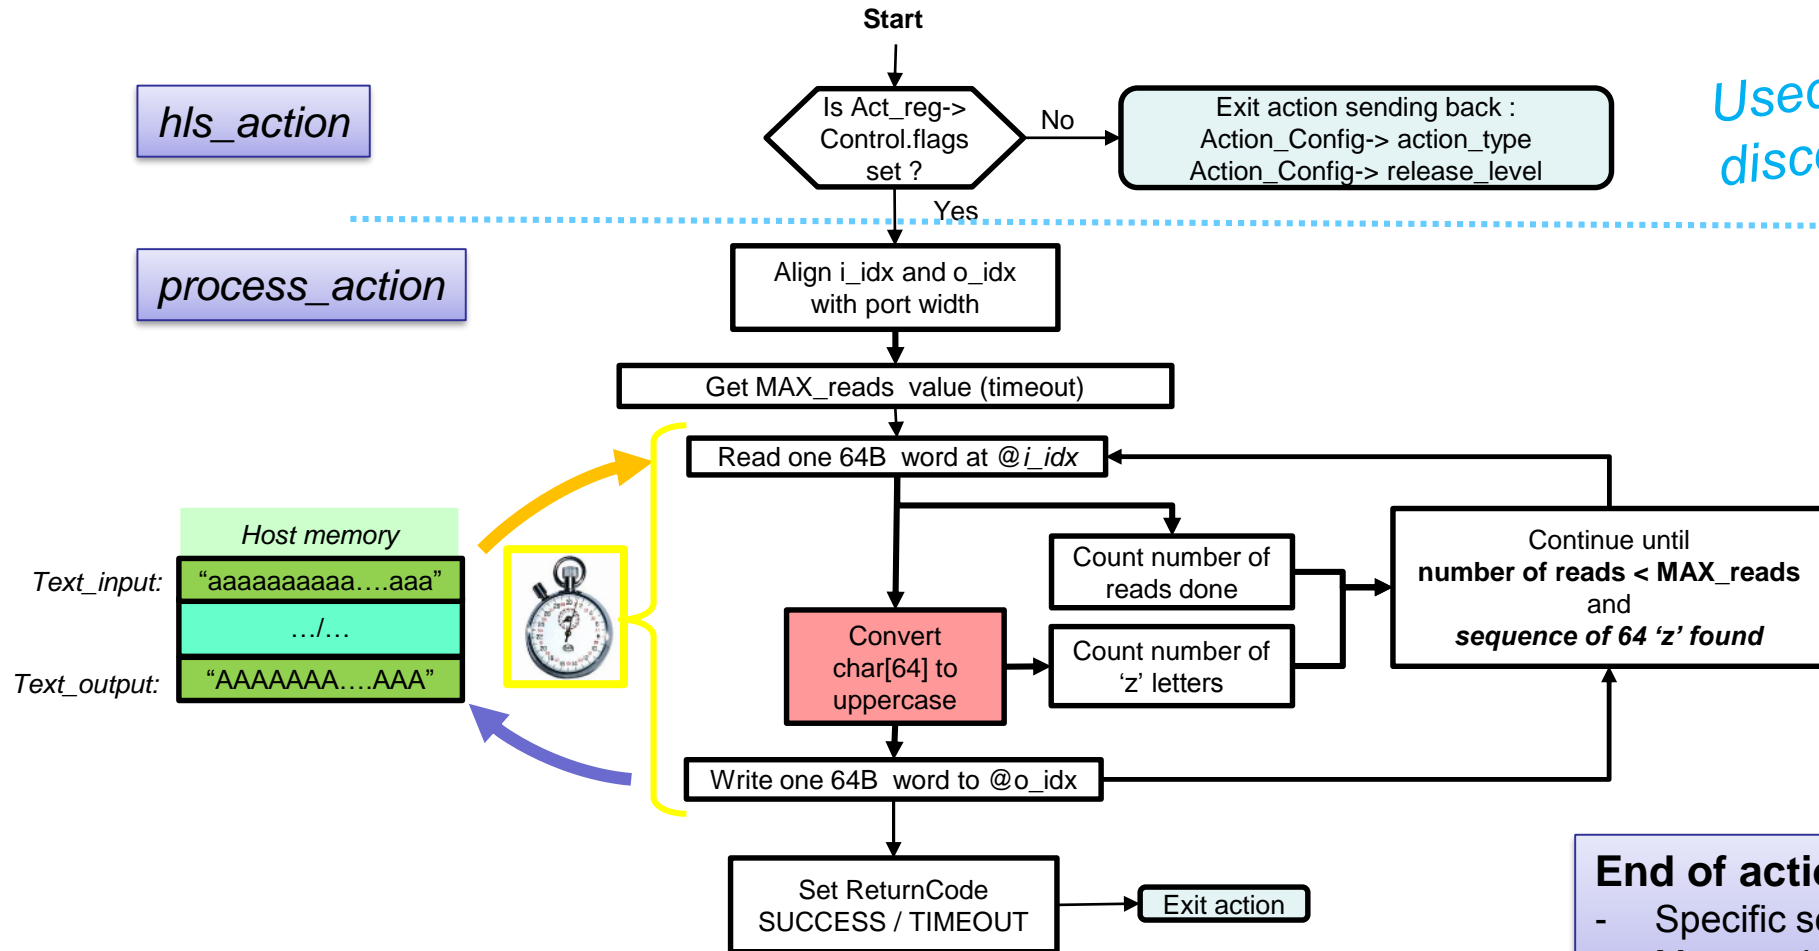 Start
hls_action
Is Act_reg->
Control.flags
set ?
No
Exit action sending back :
Action_Config-> action_type
Action_Config-> release_level
Yes
process_action
Align i_idx and o_idx
with port width
Get MAX_reads value (timeout)
Read one 64B word at @i_idx
Host memory
Text_input:
“aaaaaaaaaa….aaa”
…/…
Text_output:
“AAAAAAA….AAA”
Count number of
reads done
Convert
char[64] to
uppercase
Count number of
‘z’ letters
Continue until
number of reads < MAX_reads
and
sequence of 64 ‘z’ found
Write one 64B word to @o_idx
Set ReturnCode
SUCCESS / TIMEOUT
Exit action
End of
- Specific